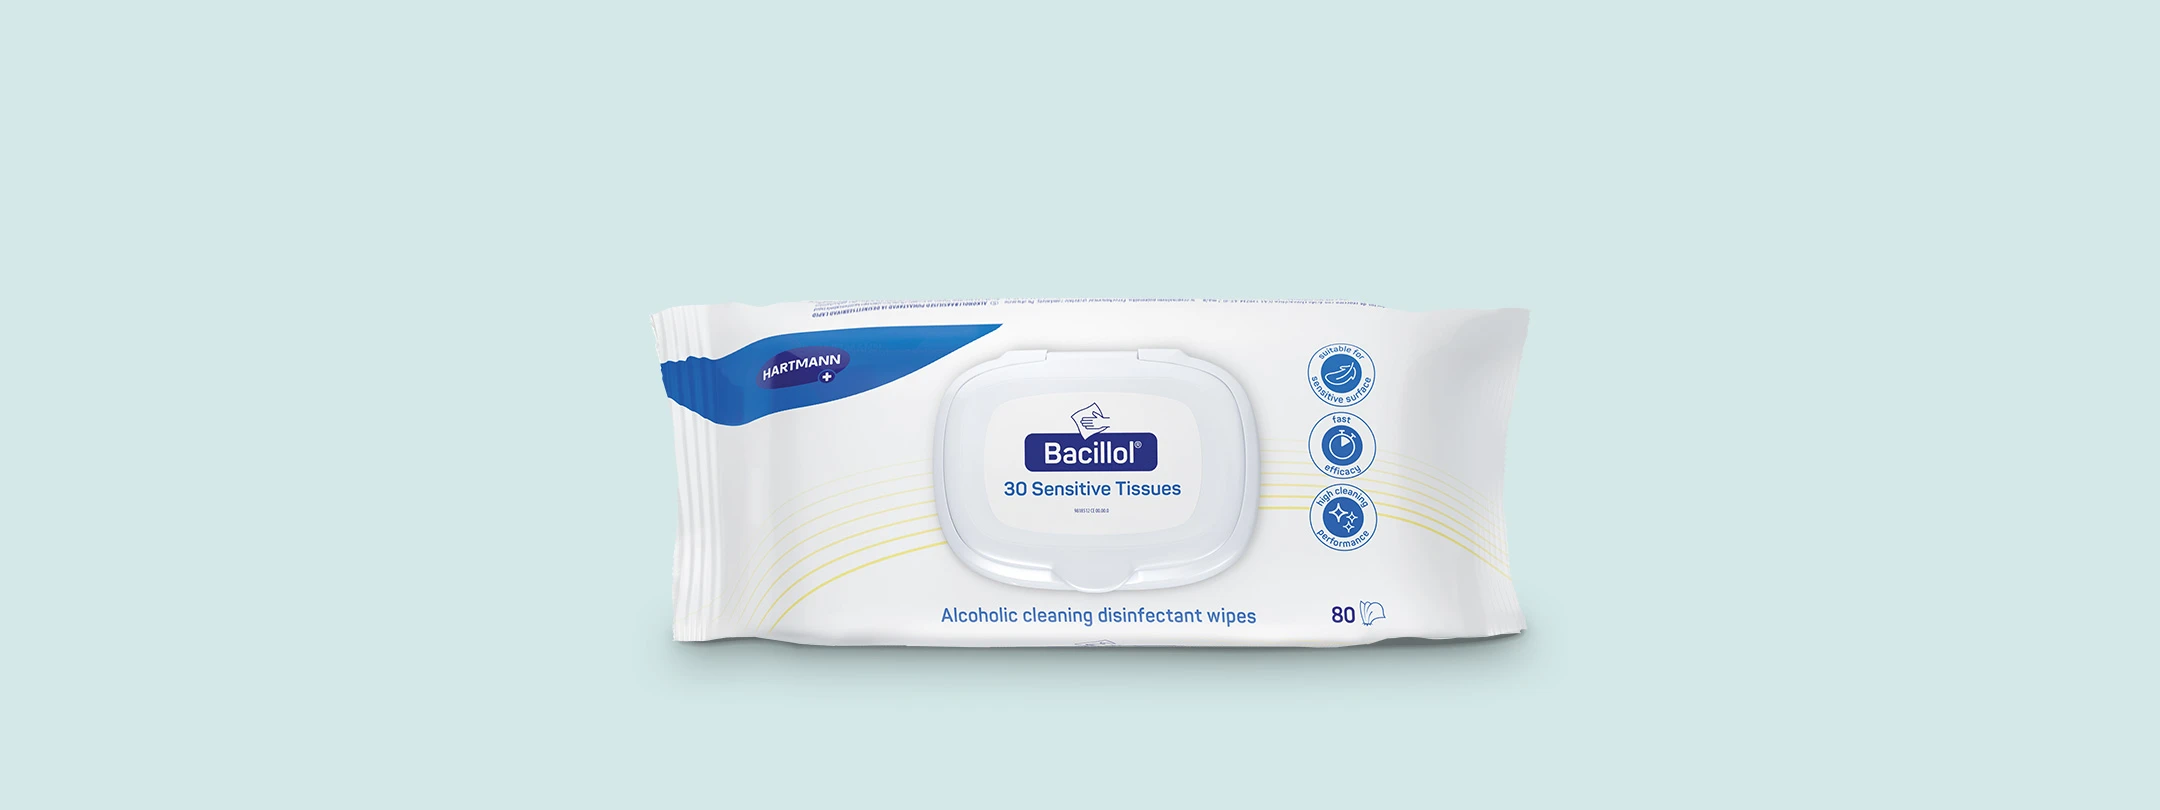 HARTMANN
Bacillol®
30 Sensitive Tissues
suitable for
sensitive surface
fast
efficacy
high cleaning
performance
Alcoholic cleaning disinfectant wipes
80